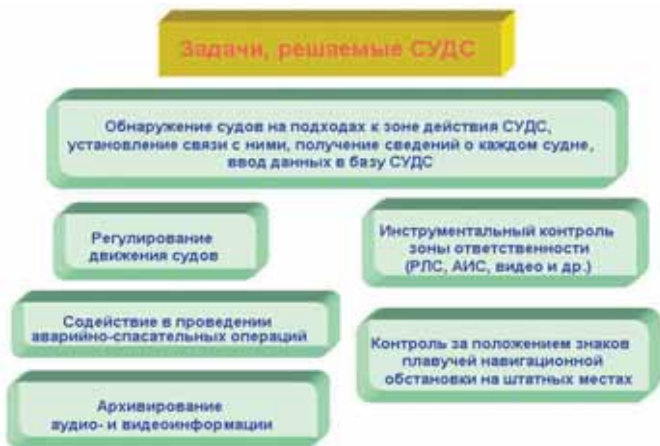 Задачи, решаемые СУДС
Обнаружение судов на подходах к зоне действия СУДС,
установление связи с ними, получение сведений о каждом судне,
ввод данных в базу СУДС
Регулирование
движения судов
Инструментальный контроль
зоны ответственности
(РЛС, АИС, видео и др.)
Содействие в проведении
аварийно-спасательных операций
Контроль за положением знаков
плавучей навигационной
обстановки на штатных местах
Архивирование
аудио- и видеоинформации